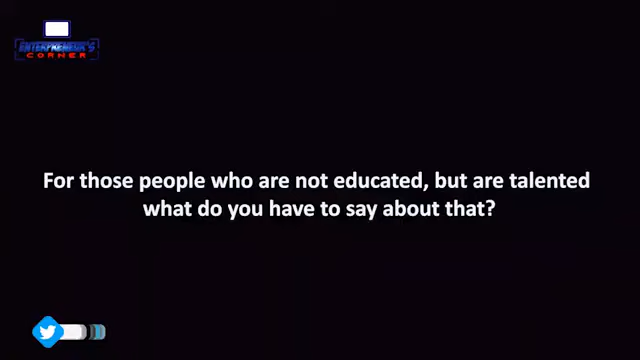 ENTERPRENEUR'S
CORNER
For those people who are not educated, but are talented
what do you have to say about that?